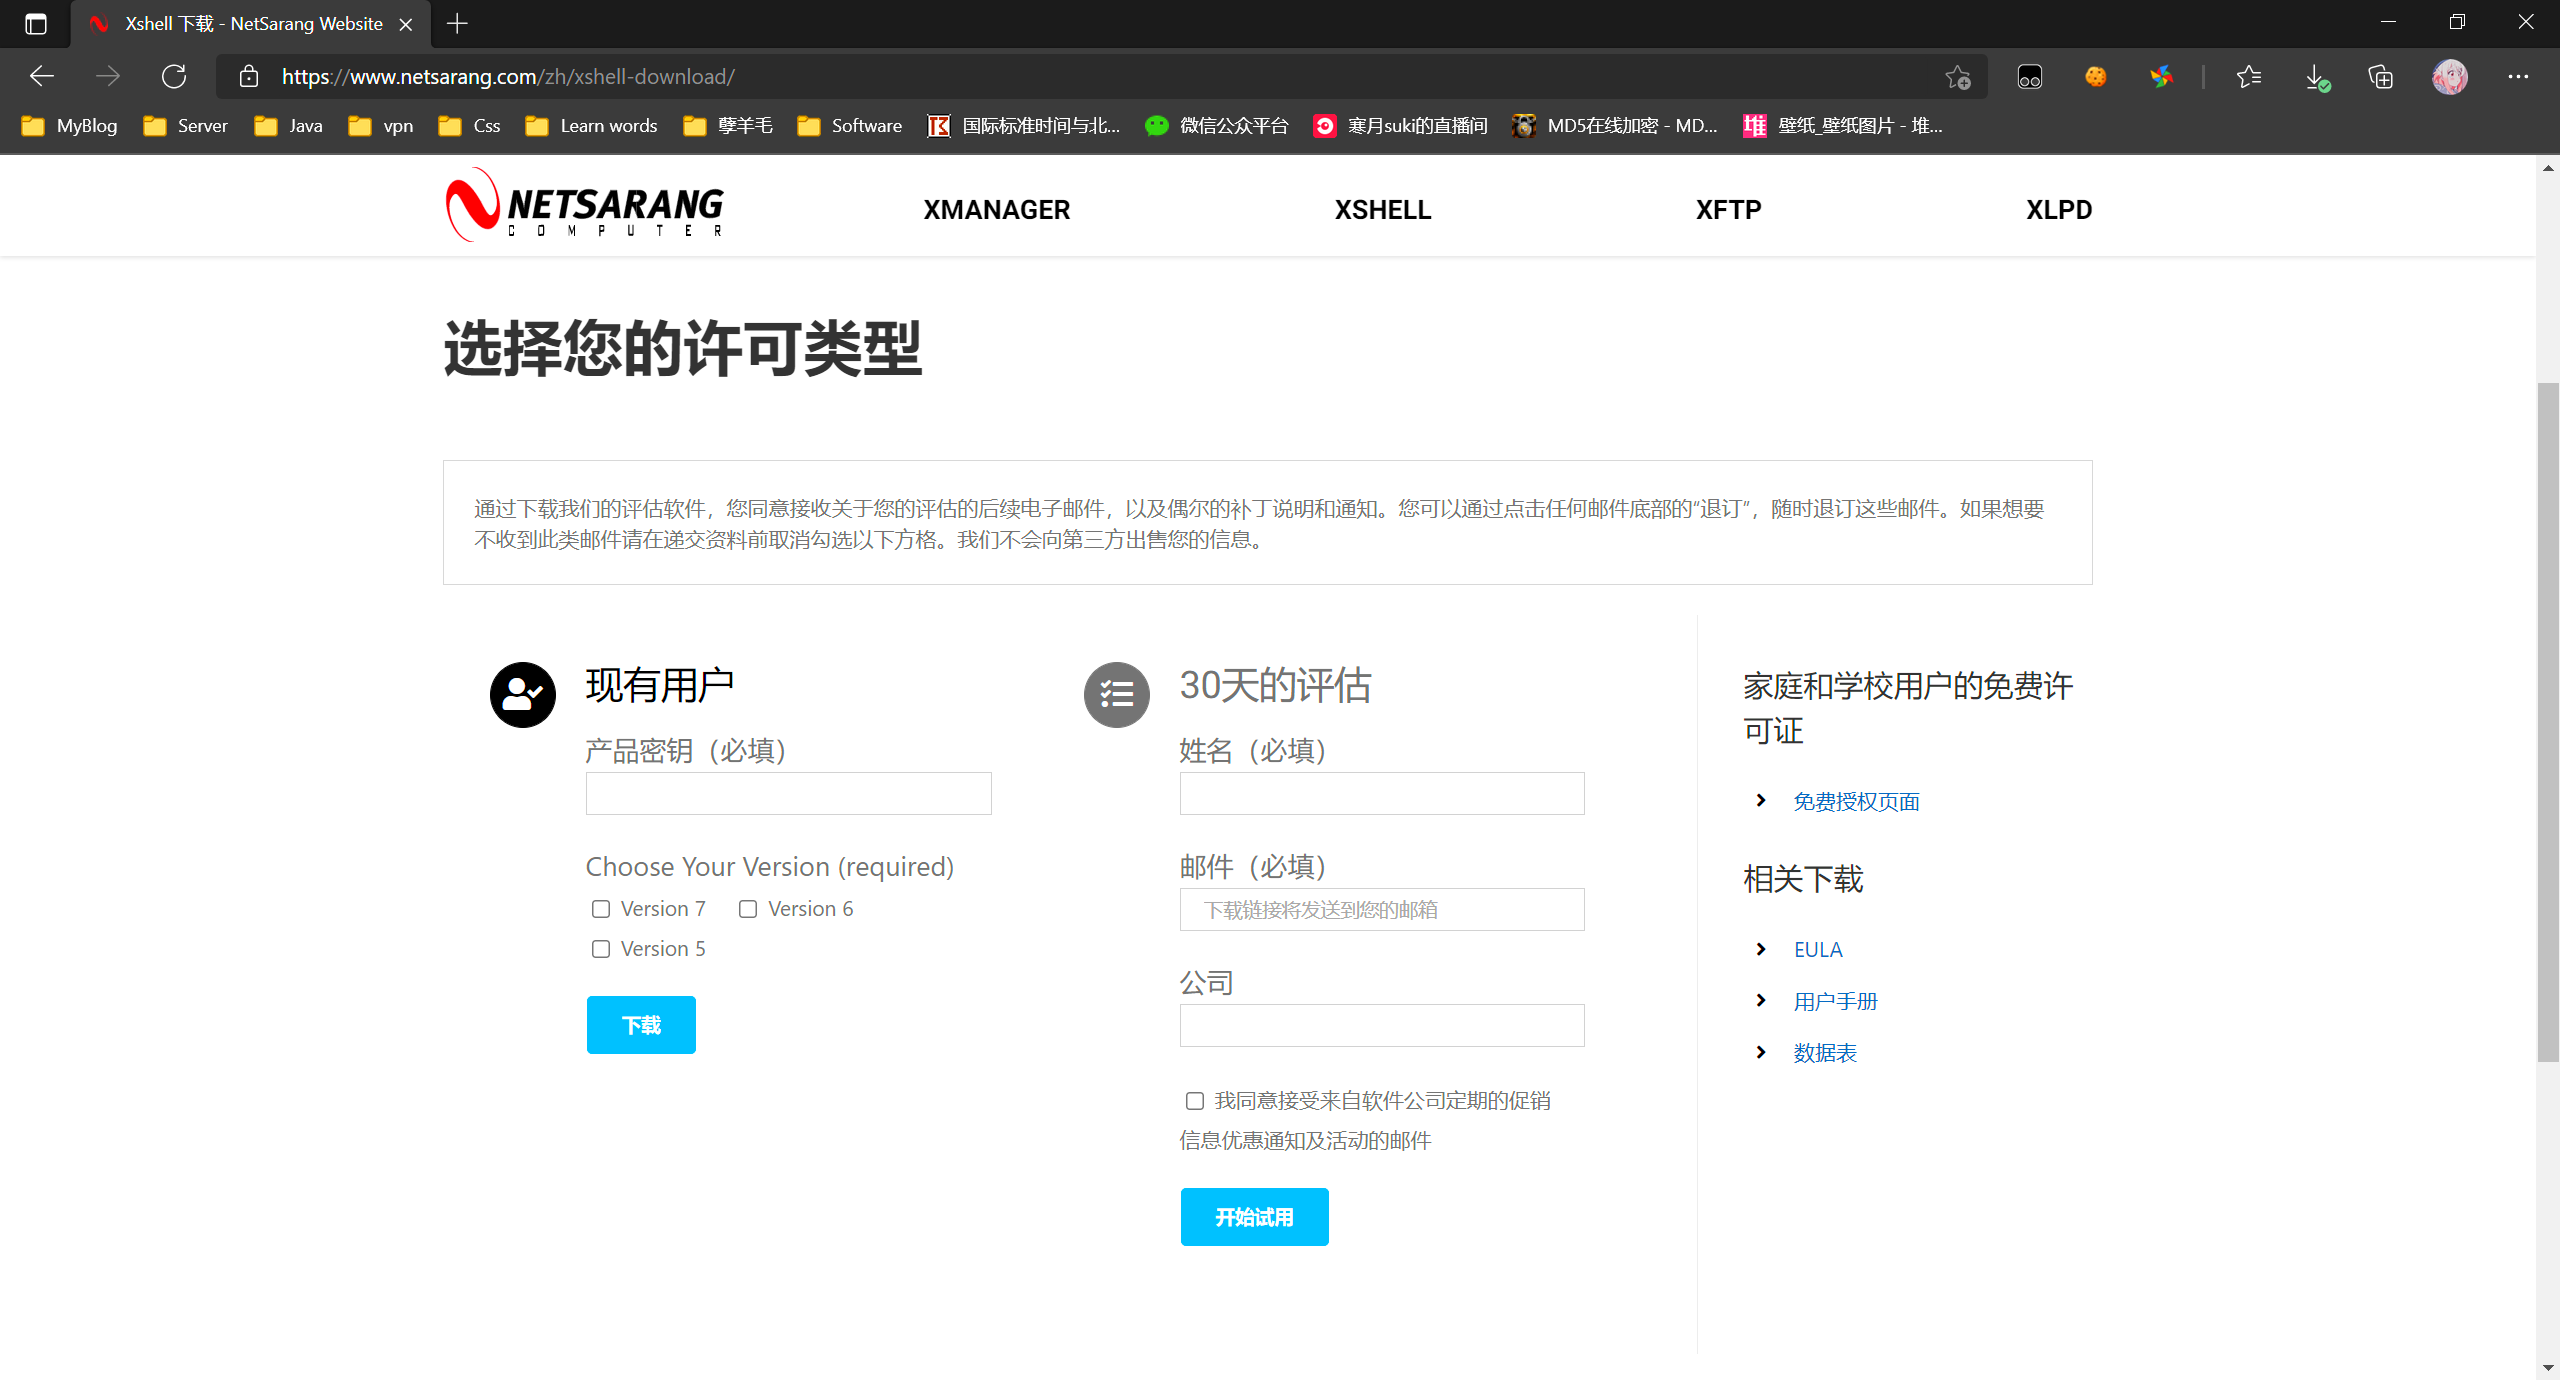 Xshell 下载 - NetSarang Website
https://www.netsarang.com/zh/xshell-download/
MyBlog
Server
Java
vpn
Css
Learn words
孽羊毛
Software
国际标准时间与北...
微信公众平台
寒月suki的直播间
MD5在线加密 - MD...
壁纸_壁纸图片 - 堆...
NETSARANG
COMPUTER
XMANAGER
XSHELL
XFTP
XLPD
选择您的许可类型
通过下载我们的评估软件，您同意接收关于您的评估的后续电子邮件，以及偶尔的补丁说明和通知。您可以通过点击任何邮件底部的“退订”，随时退订这些邮件。如果想要
不收到此类邮件请在递交资料前取消勾选以下方格。我们不会向第三方出售您的信息。
现有用户
产品密钥（必填）
Choose Your Version (required)
Version 7
Version 6
Version 5
下载
30天的评估
姓名（必填）
邮件（必填）
下载链接将发送到您的邮箱
公司
我同意接受来自软件公司定期的促销
信息优惠通知及活动的邮件
开始试用
家庭和学校用户的免费许
可证
免费授权页面
相关下载
EULA
用户手册
数据表